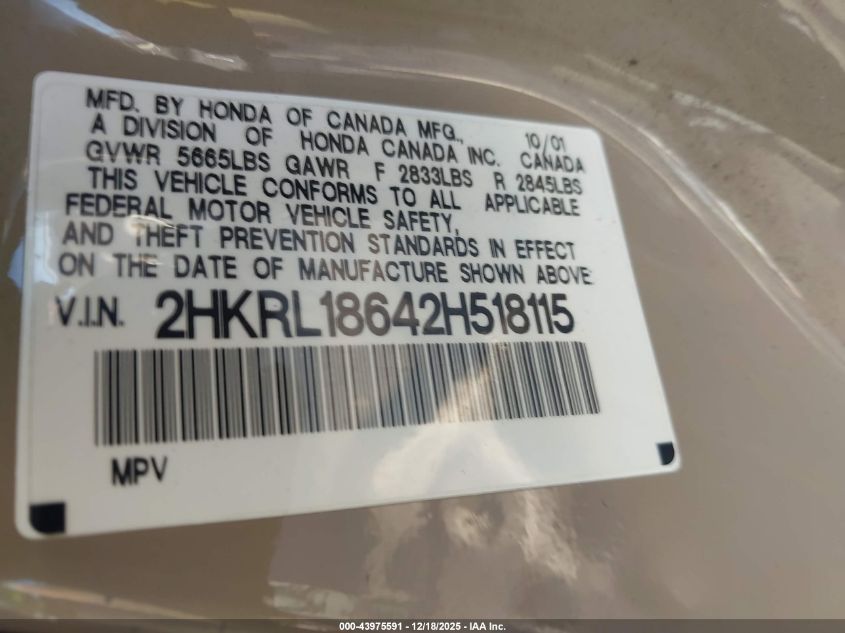 MFD. BY HONDA OF CANADA MFG., 10/01
A DIVISION OF HONDA CANADA INC. CANADA
GVWR 5665LBS GAWR F 2833LBS R 2845LBS
THIS VEHICLE CONFORMS TO ALL APPLICABLE
FEDERAL MOTOR VEHICLE SAFETY,
AND THEFT PREVENTION STANDARDS IN EFFECT
ON THE DATE OF MANUFACTURE SHOWN ABOVE
V.I.N. 2HKRL18642H518115
MPV
000-43975591 - 12/18/2025 - IAA Inc.